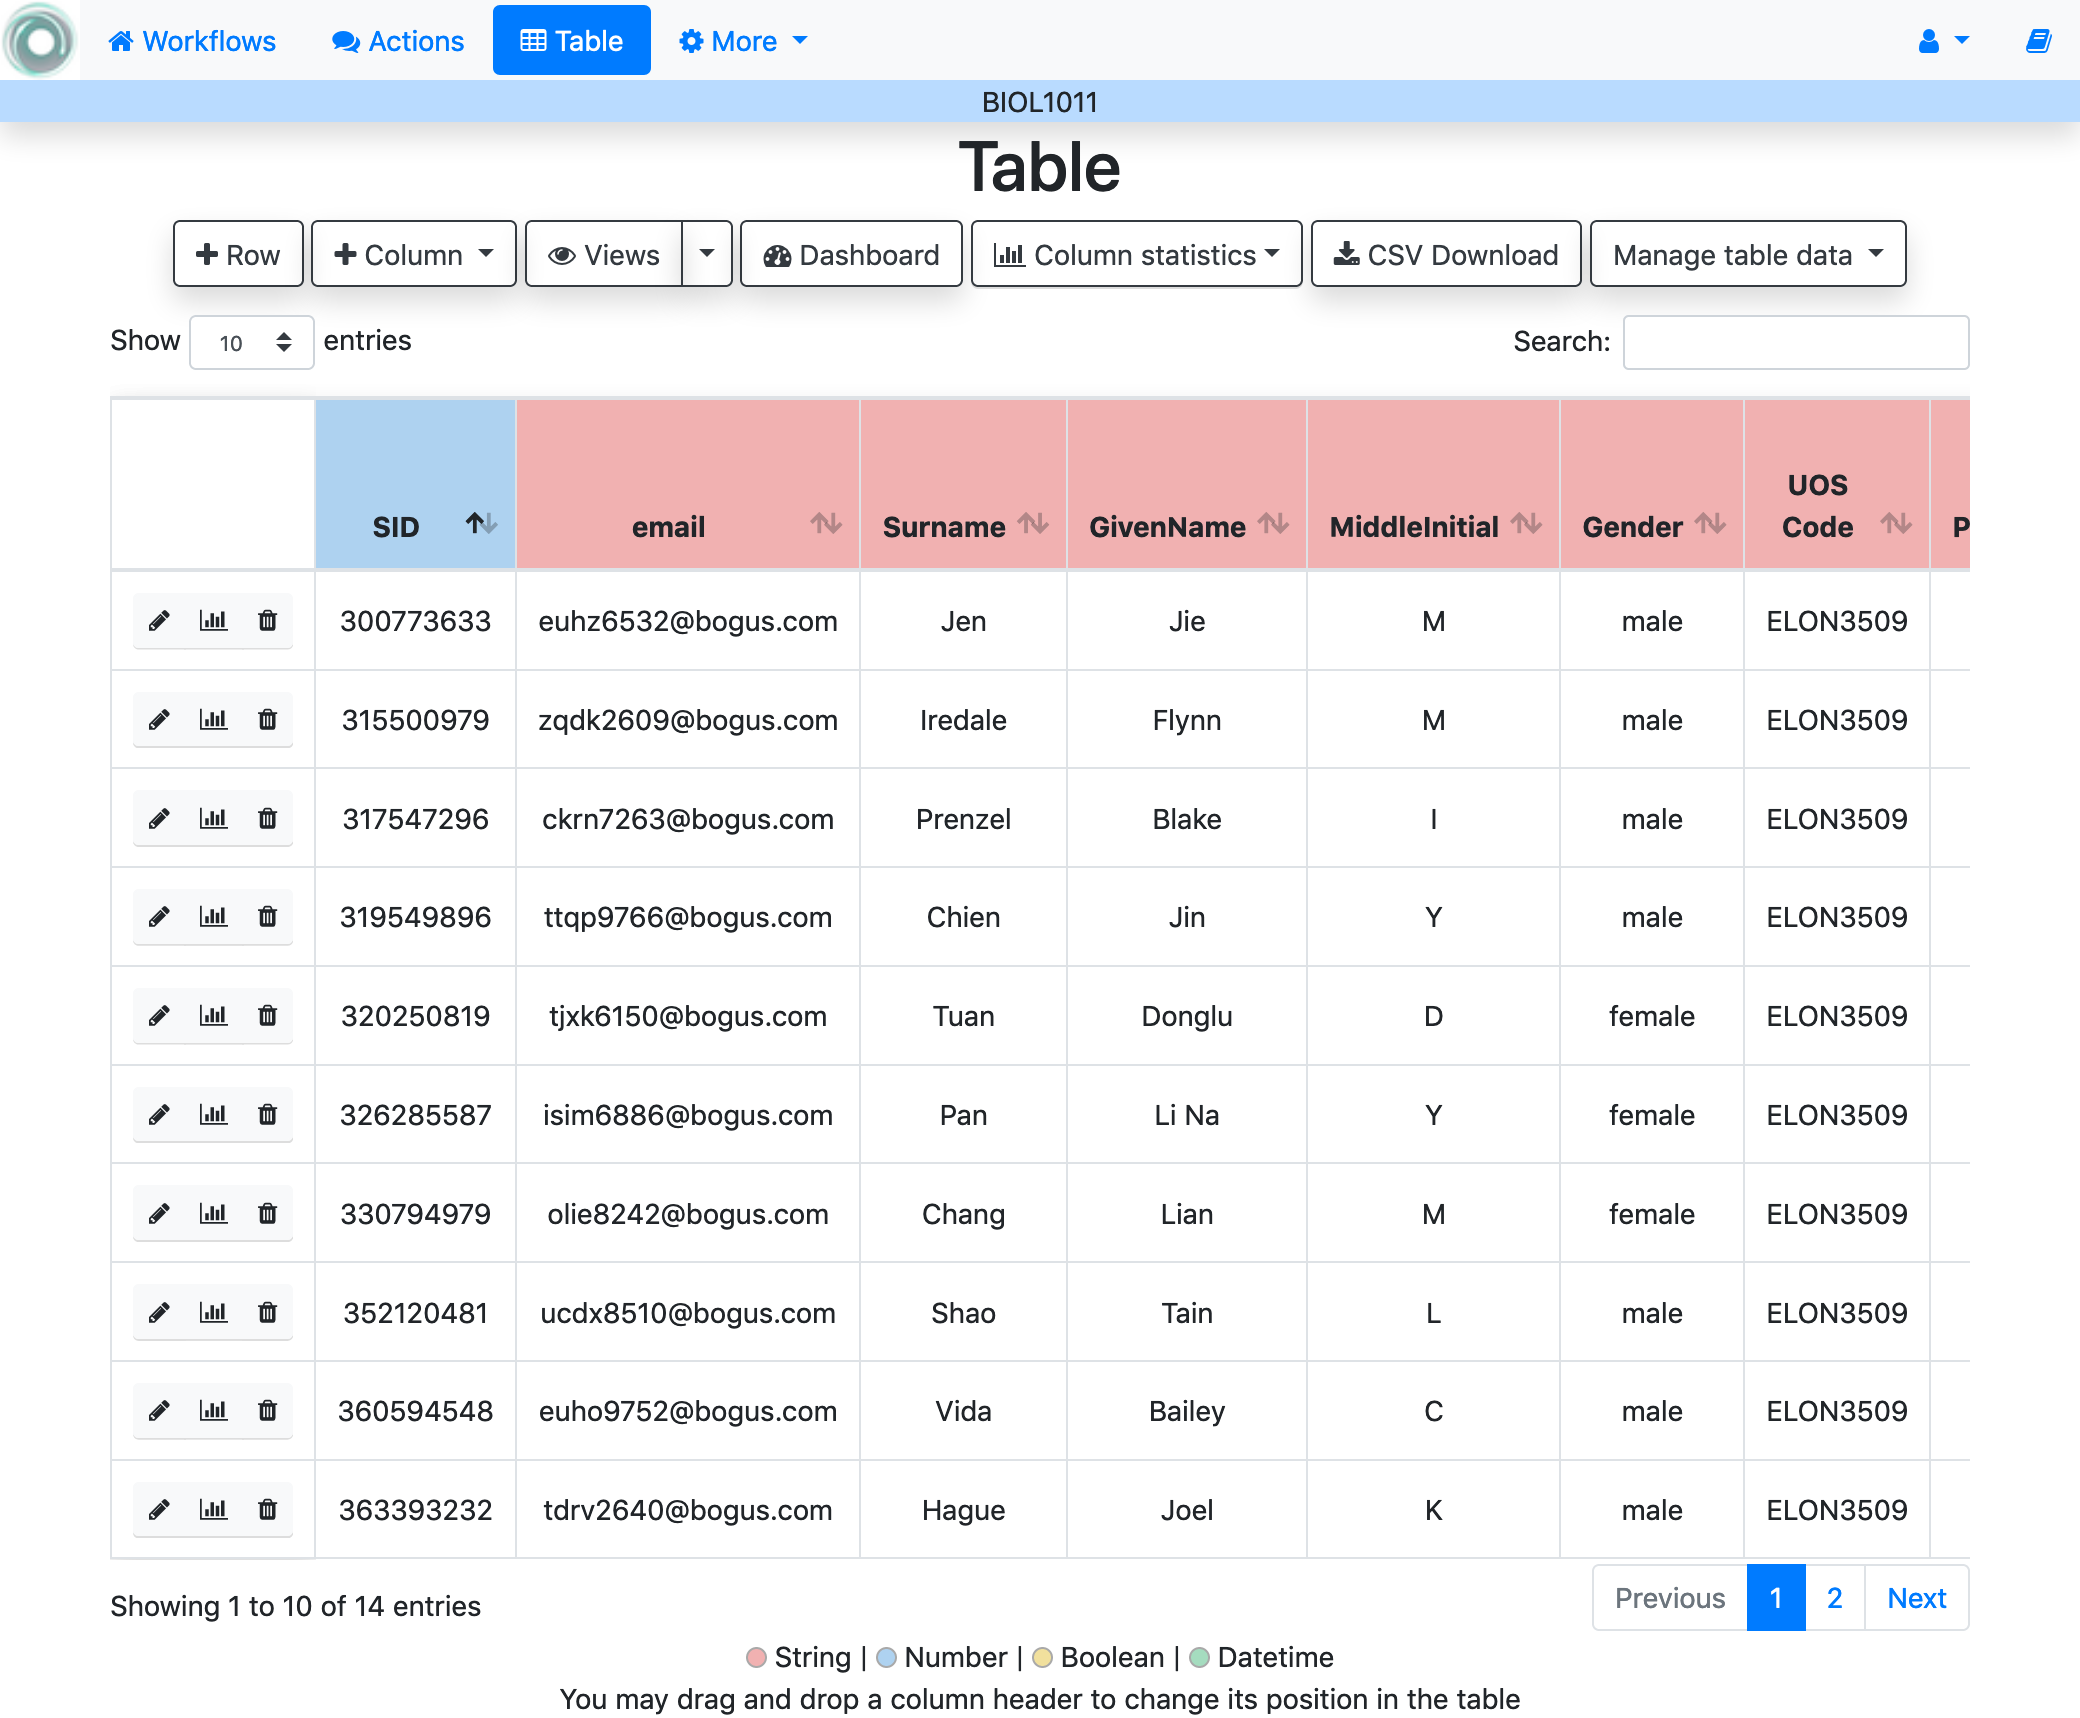 Workflows Actions Table More
BIOL1011
Table
Row Column Views Dashboard Column statistics CSV Download Manage table data
Show 10 entries Search:
SID email Surname GivenName MiddleInitial Gender UOS Code P
300773633 euhz6532@bogus.com Jen Jie M male ELON3509
315500979 zqdk2609@bogus.com Iredale Flynn M male ELON3509
317547296 ckrn7263@bogus.com Prenzel Blake I male ELON3509
319549896 ttqp9766@bogus.com Chien Jin Y male ELON3509
320250819 tjxk6150@bogus.com Tuan Donglu D female ELON3509
326285587 isim6886@bogus.com Pan Li Na Y female ELON3509
330794979 olie8242@bogus.com Chang Lian M female ELON3509
352120481 ucdx8510@bogus.com Shao Tain L male ELON3509
360594548 euho9752@bogus.com Vida Bailey C male ELON3509
363393232 tdrv2640@bogus.com Hague Joel K male ELON3509
Showing 1 to 10 of 14 entries Previous 1 2 Next
String | Number | Boolean | Datetime
You may drag and drop a column header to change its position in the table